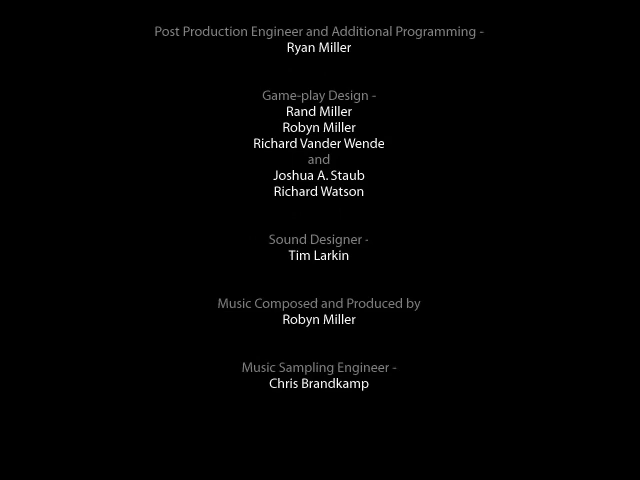 Post Production Engineer and Additional Programming -
Ryan Miller
Game-play Design -
Rand Miller
Robyn Miller
Richard Vander Wende
and
Joshua A. Staub
Richard Watson
Sound Designer -
Tim Larkin
Music Composed and Produced by
Robyn Miller
Music Sampling Engineer -
Chris Brandkamp